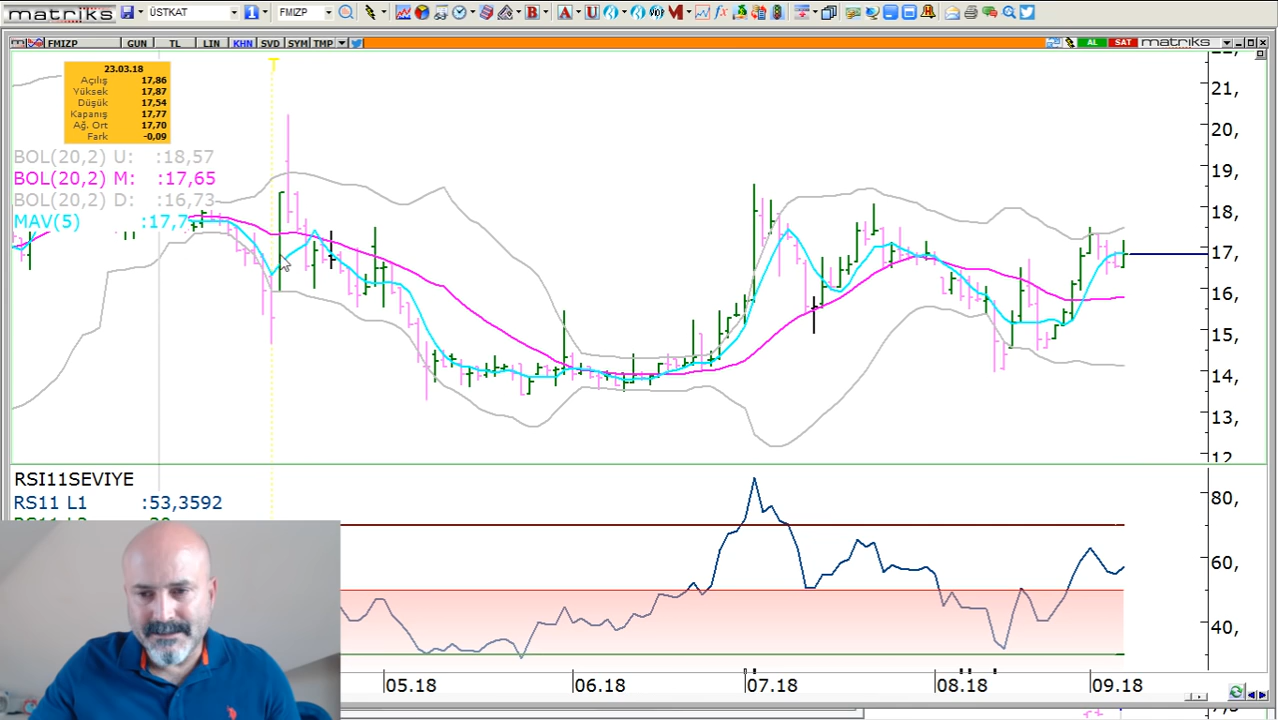 matriks ÜSTKAT 1 FMIZP
FMIZP GUN TL LIN KHN SVD SYM TMP AL SAT matriks
23.03.18
Açılış 17,86
Yüksek 17,87
Düşük 17,54
Kapanış 17,77
Ağ. Ort 17,70
Fark -0,09
BOL(20,2) U: :18,57
BOL(20,2) M: :17,65
BOL(20,2) D: :16,73
MAV(5) :17,7
21,
20,
19,
18,
17,
16,
15,
14,
13,
12
RSI11SEVIYE
RS11 L1 :53,3592
80,
60,
40,
05.18 06.18 07.18 08.18 09.18